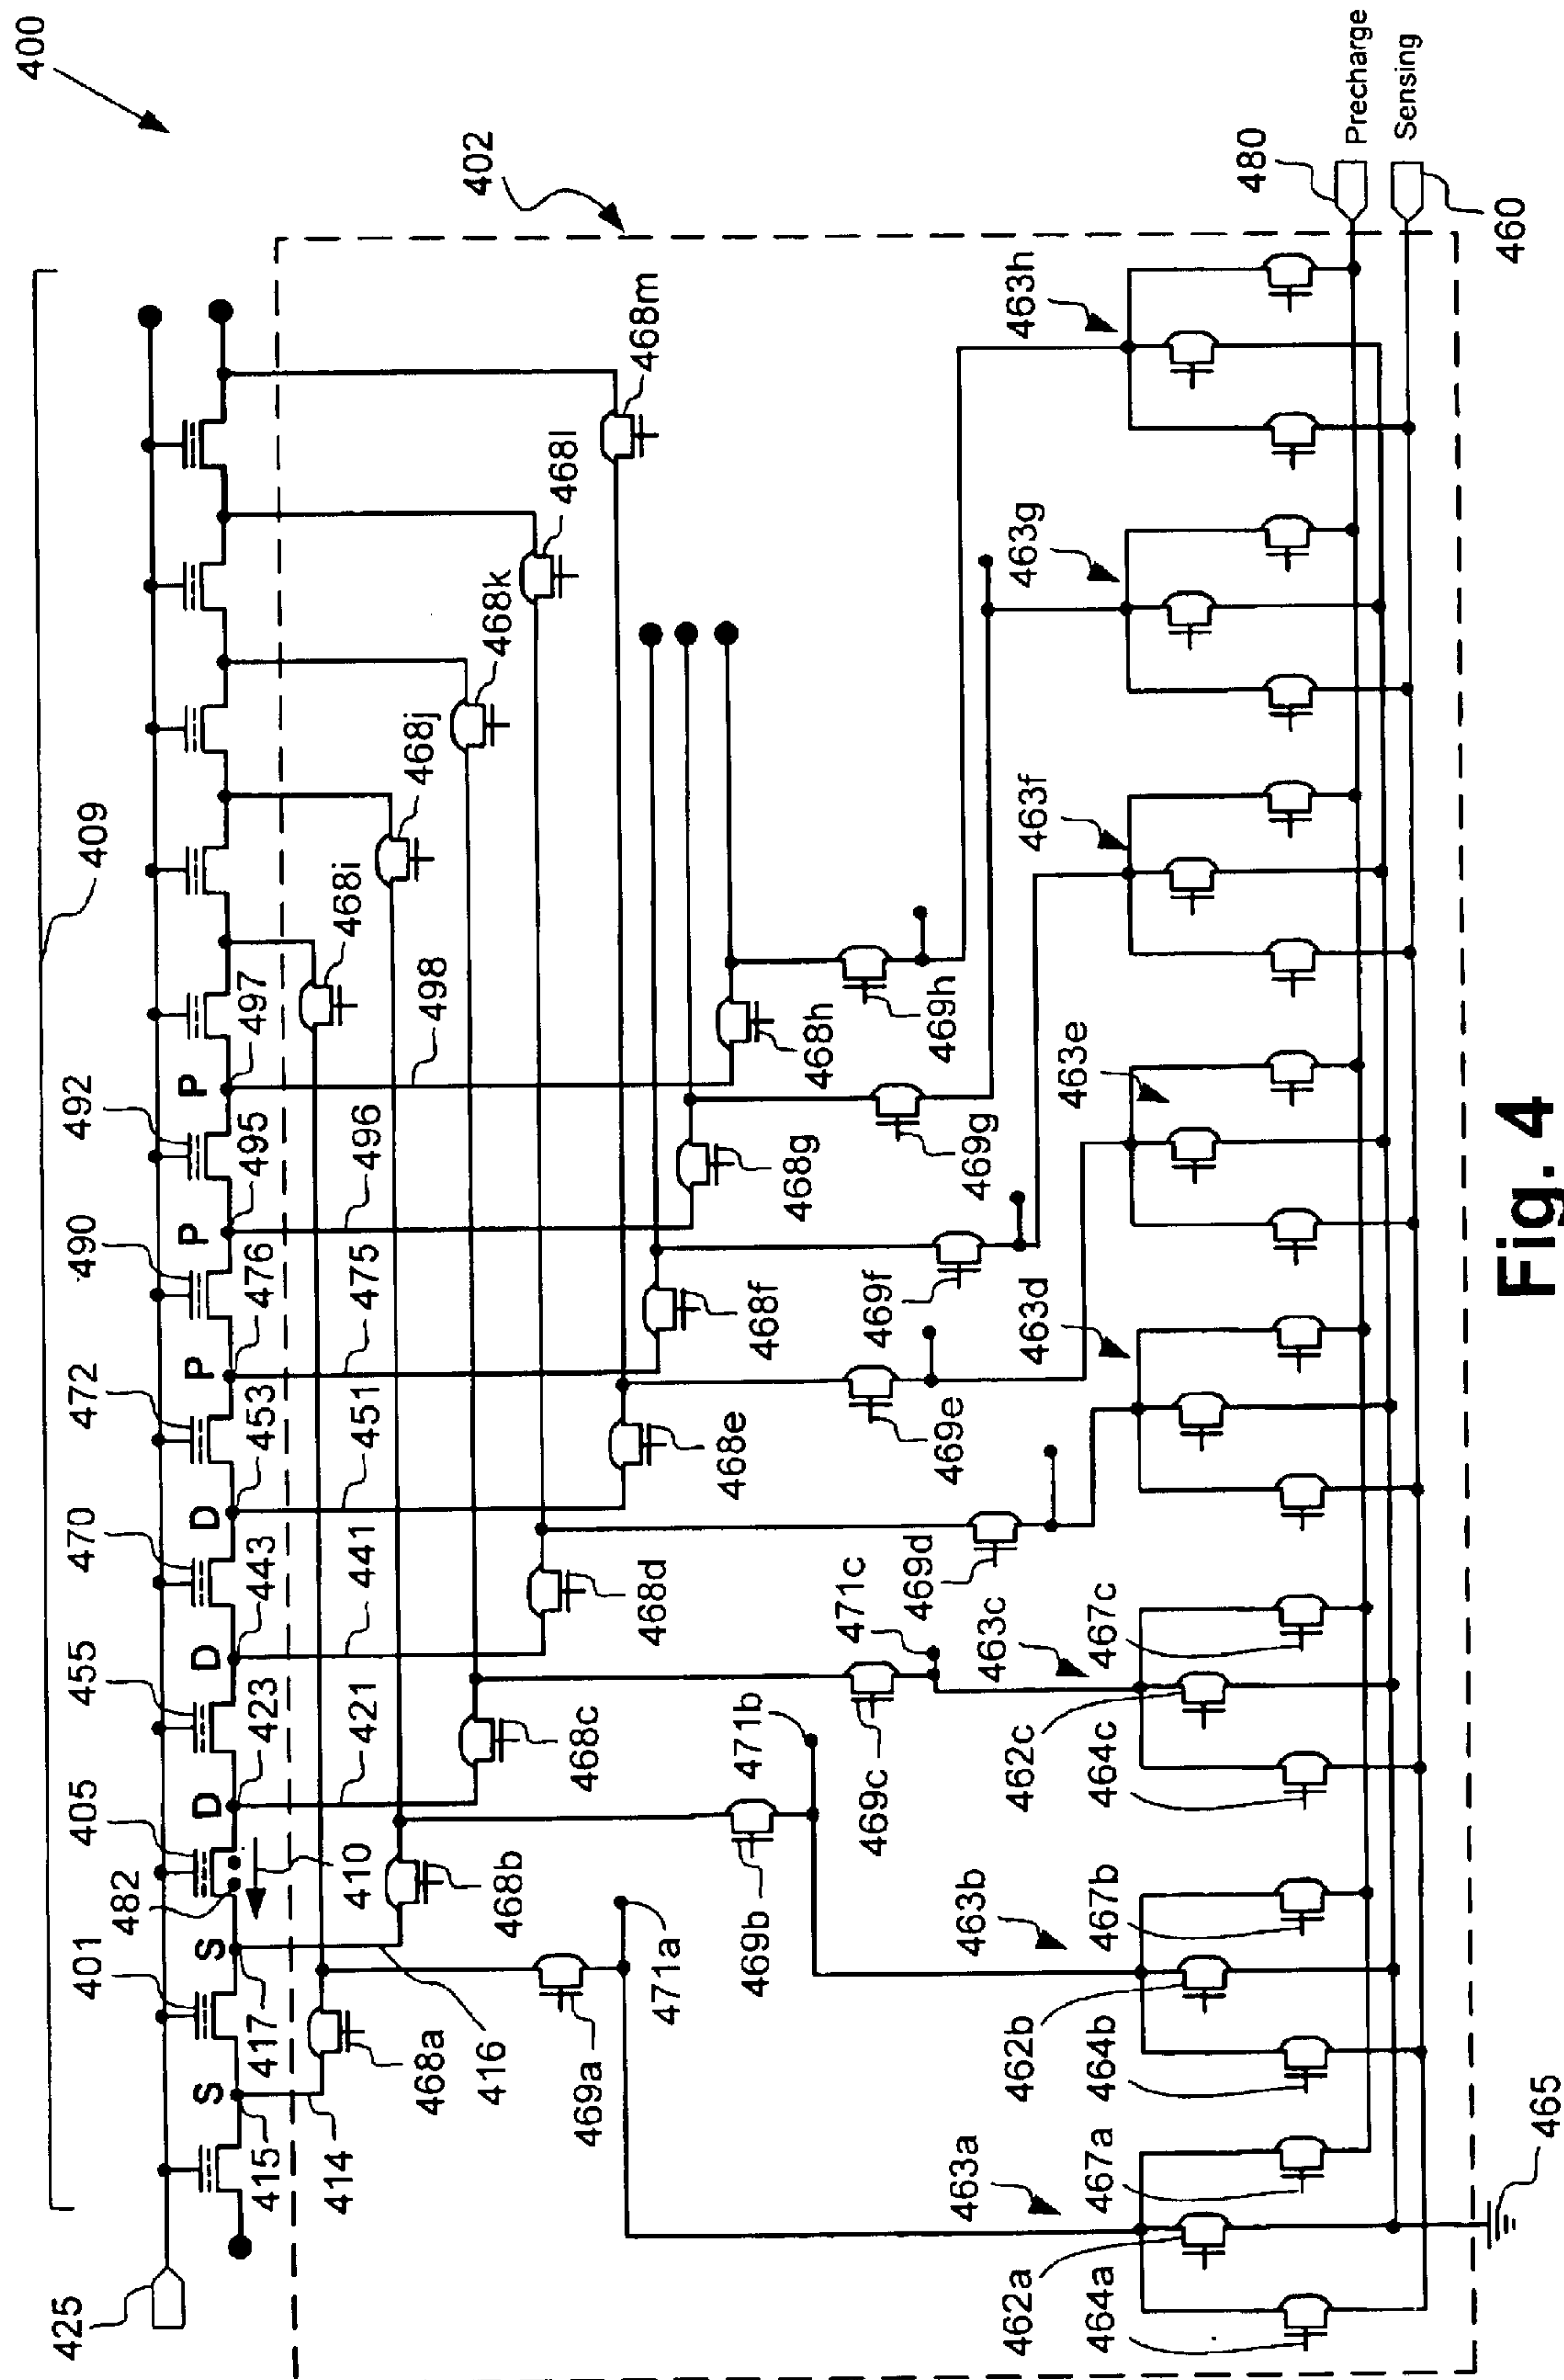 400
409
402
425
415
401
482
405
455
470
472
490
492
S
S
D
D
D
P
P
P
417
423
443
453
476
495
497
414
416
410
421
441
451
475
496
498
468a
468b
468c
468d
468e
468f
468g
468h
468i
468j
468k
468l
468m
469a
469b
469c
469d
469e
469f
469g
469h
471a
471b
471c
463a
463b
463c
463d
463e
463f
463g
463h
462a
464a
467a
462b
464b
467b
462c
464c
467c
465
480
Precharge
Sensing
460
Fig. 4